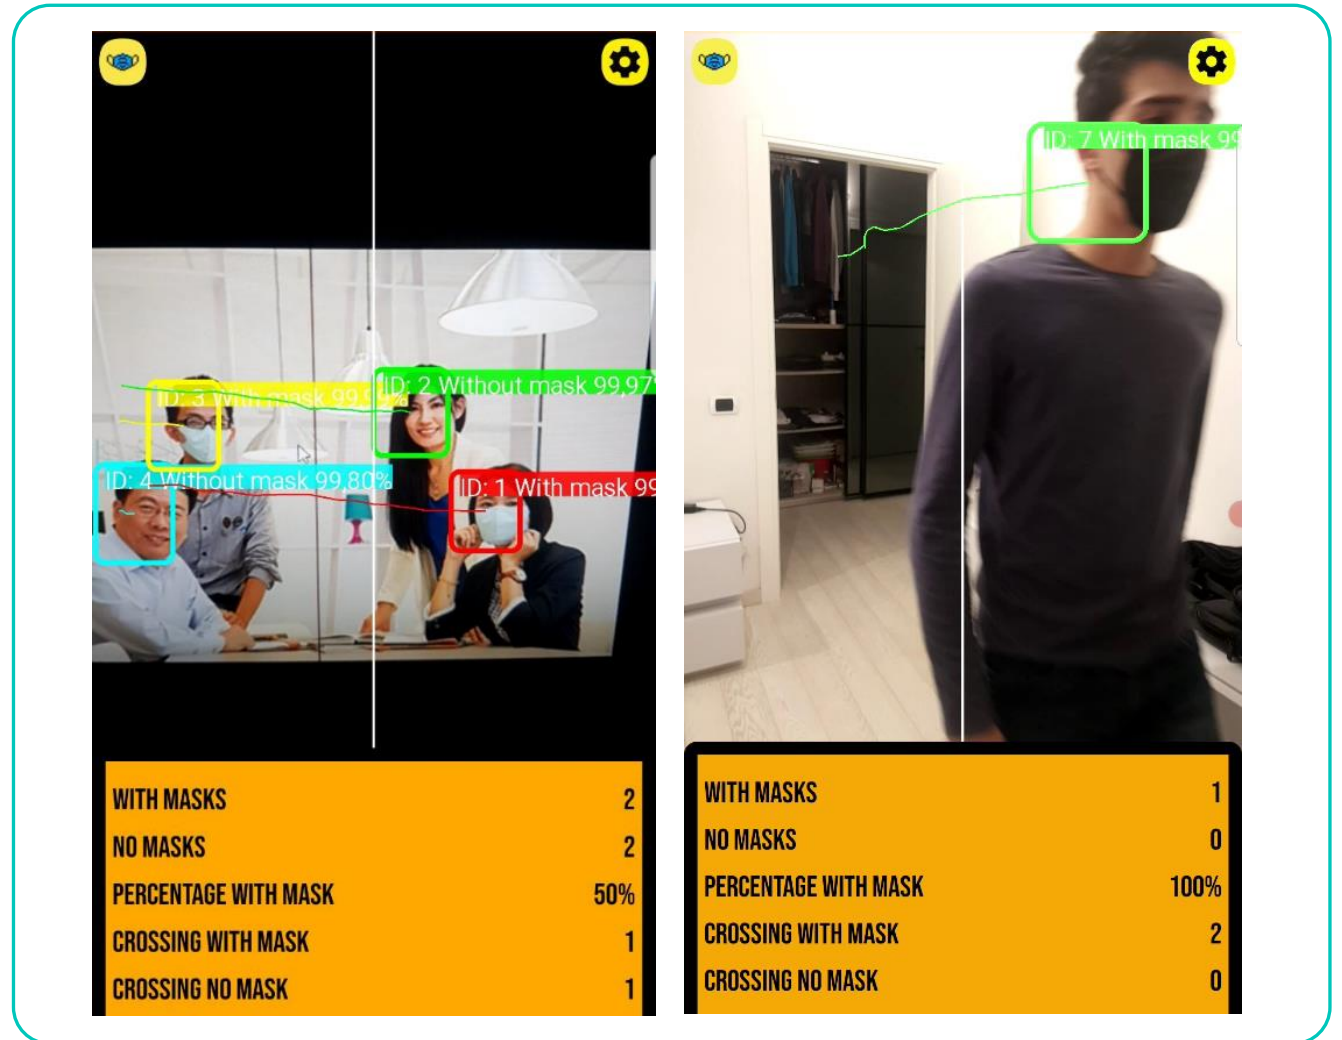 ID: 3 With mask 99,99%
ID: 2 Without mask 99,97%
ID: 4 Without mask 99,80%
ID: 1 With mask 99
WITH MASKS 2
NO MASKS 2
PERCENTAGE WITH MASK 50%
CROSSING WITH MASK 1
CROSSING NO MASK 1
ID: 7 With mask 99
WITH MASKS 1
NO MASKS 0
PERCENTAGE WITH MASK 100%
CROSSING WITH MASK 2
CROSSING NO MASK 0